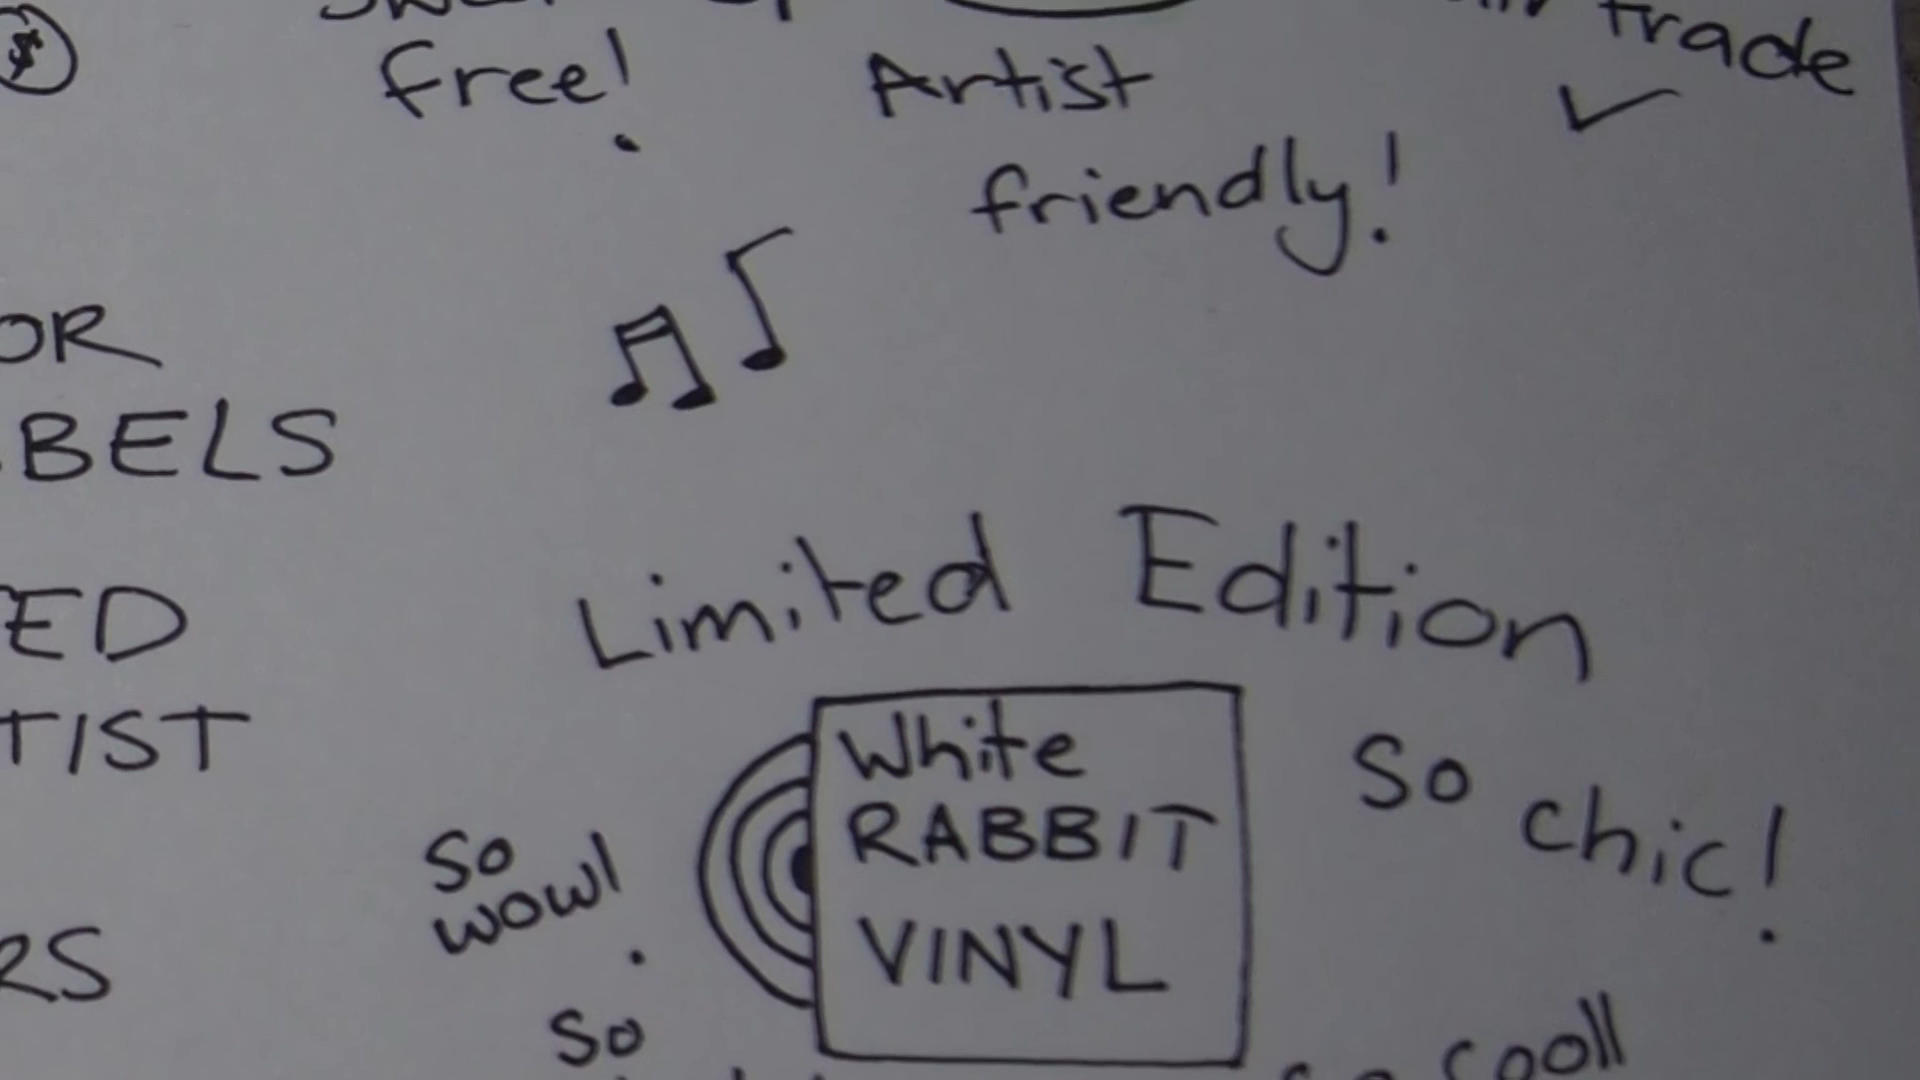 $
trade
free!
Artist
friendly!
OR
BELS
Limited Edition
ED
TIST
White
RABBIT
VINYL
So chic!
So
wow!
RS
So
so cool!